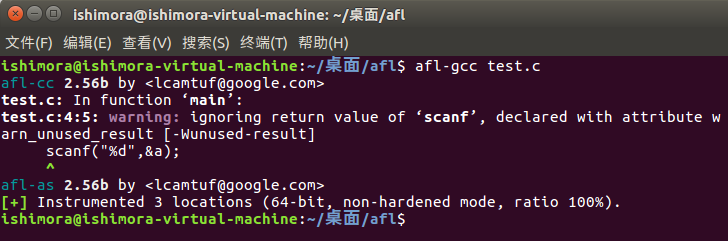 ishimora@ishimora-virtual-machine: ~/桌面/afl
文件(F) 编辑(E) 查看(V) 搜索(S) 终端(T) 帮助(H)
ishimora@ishimora-virtual-machine:~/桌面/afl$ afl-gcc test.c
afl-cc 2.56b by <lcamtuf@google.com>
test.c: In function ‘main’:
test.c:4:5: warning: ignoring return value of ‘scanf’, declared with attribute w
arn_unused_result [-Wunused-result]
     scanf("%d",&a);
     ^
afl-as 2.56b by <lcamtuf@google.com>
[+] Instrumented 3 locations (64-bit, non-hardened mode, ratio 100%).
ishimora@ishimora-virtual-machine:~/桌面/afl$